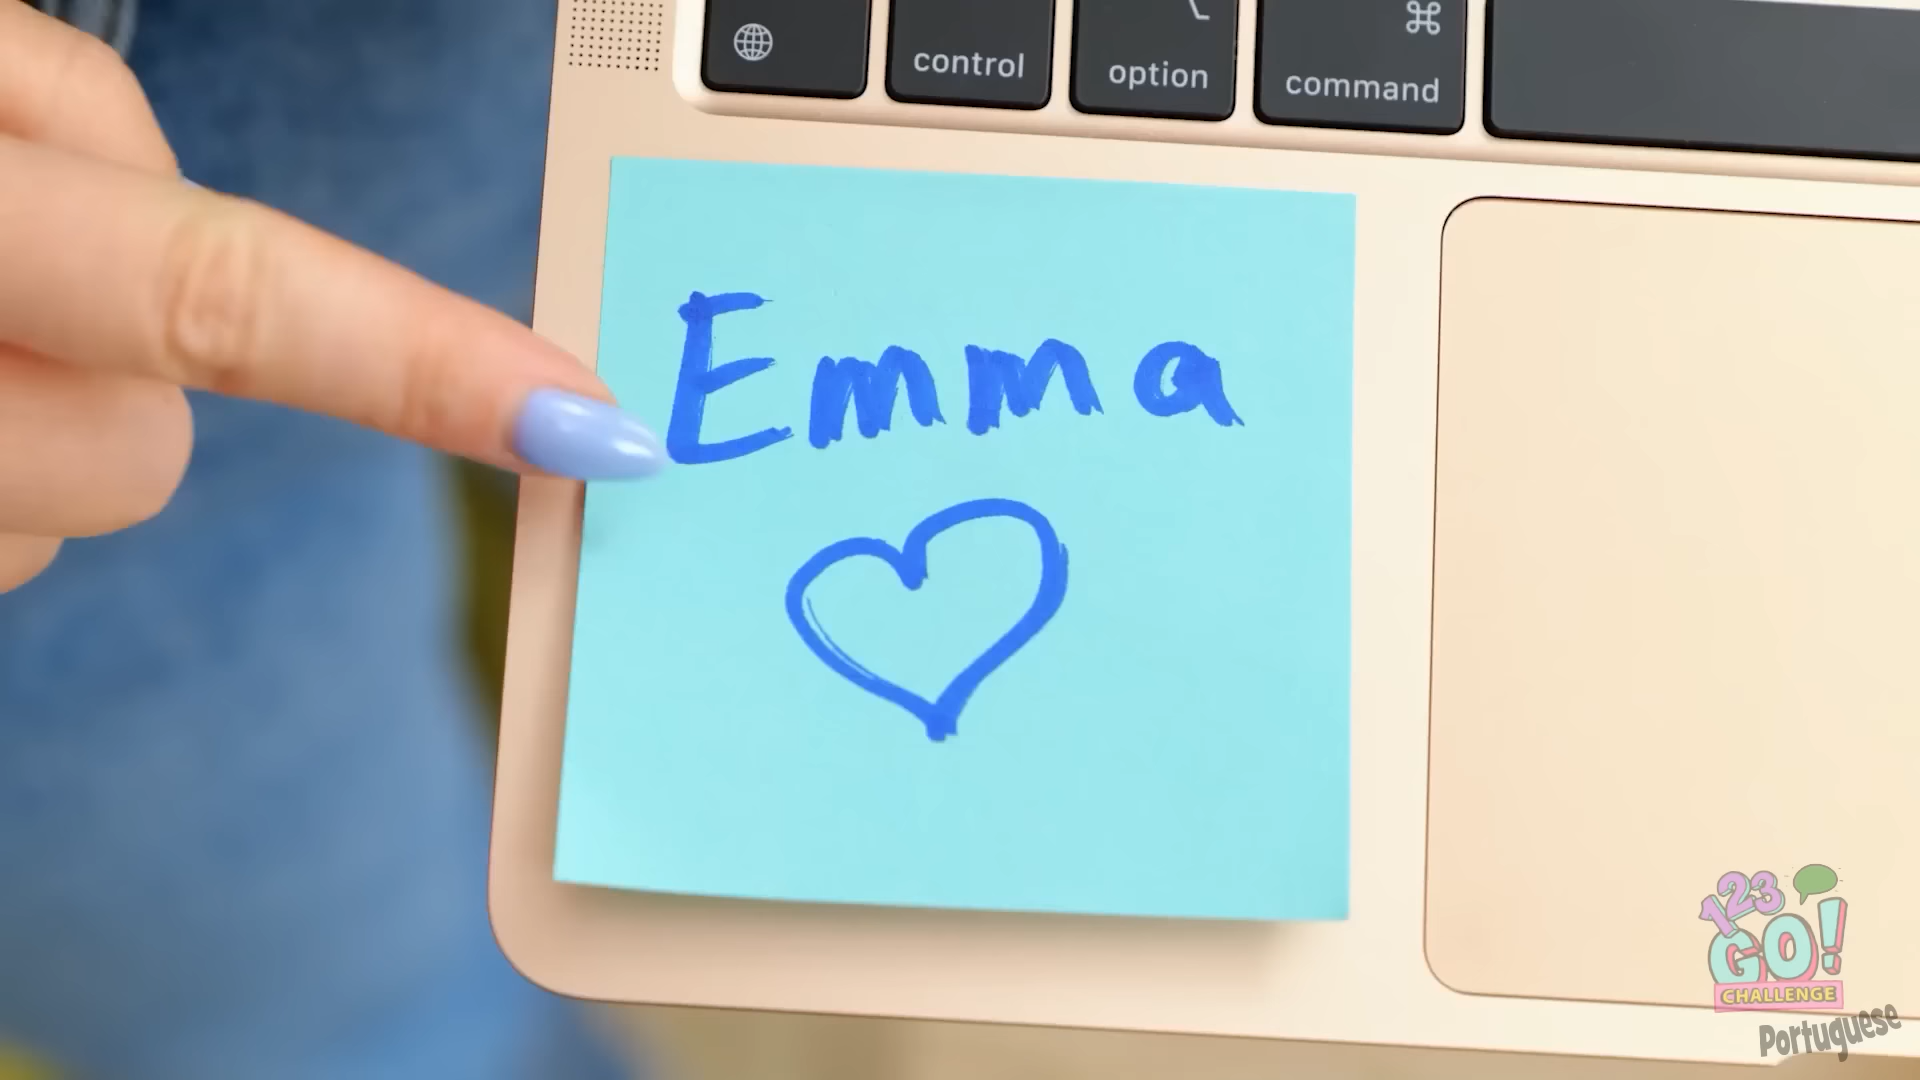 control
option
command
Emma
123
GO!
CHALLENGE
Portuguese